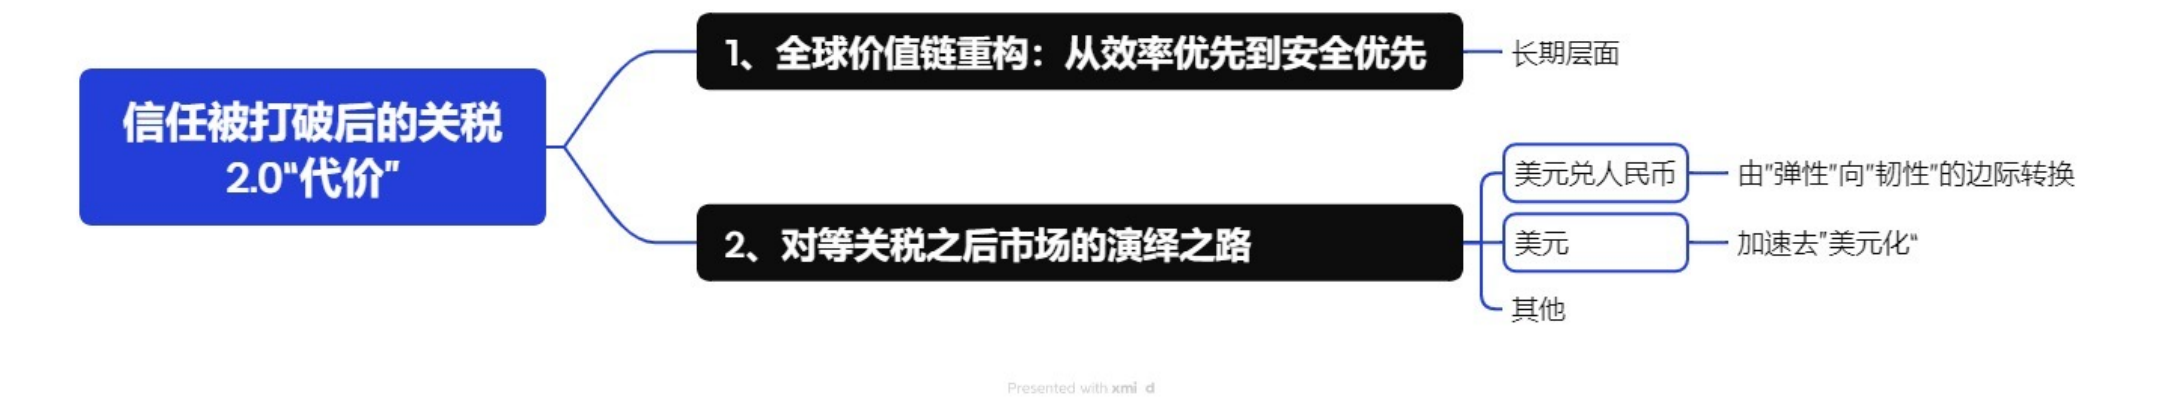 信任被打破后的关税
2.0“代价”
1、全球价值链重构：从效率优先到安全优先
长期层面
2、对等关税之后市场的演绎之路
美元兑人民币
由”弹性”向”韧性”的边际转换
美元
加速去”美元化“
其他
Presented with xmi d